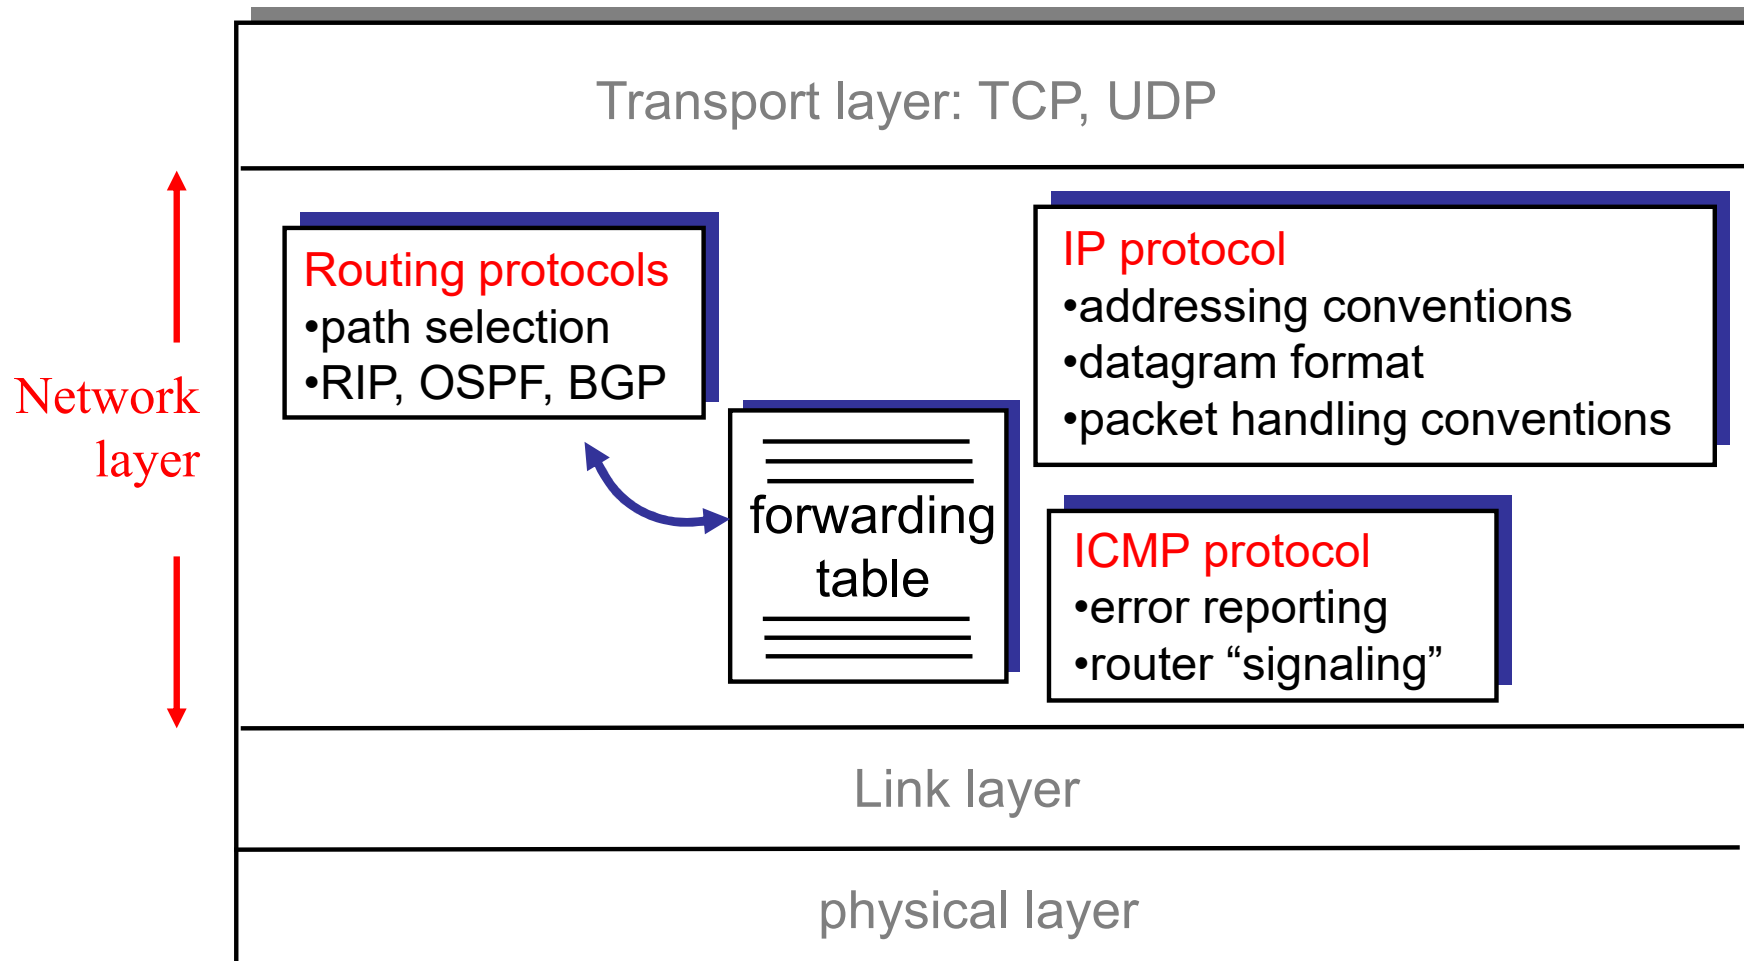 Transport layer: TCP, UDP
Network
layer
Routing protocols
•path selection
•RIP, OSPF, BGP
forwarding
table
IP protocol
•addressing conventions
•datagram format
•packet handling conventions
ICMP protocol
•error reporting
•router “signaling”
Link layer
physical layer